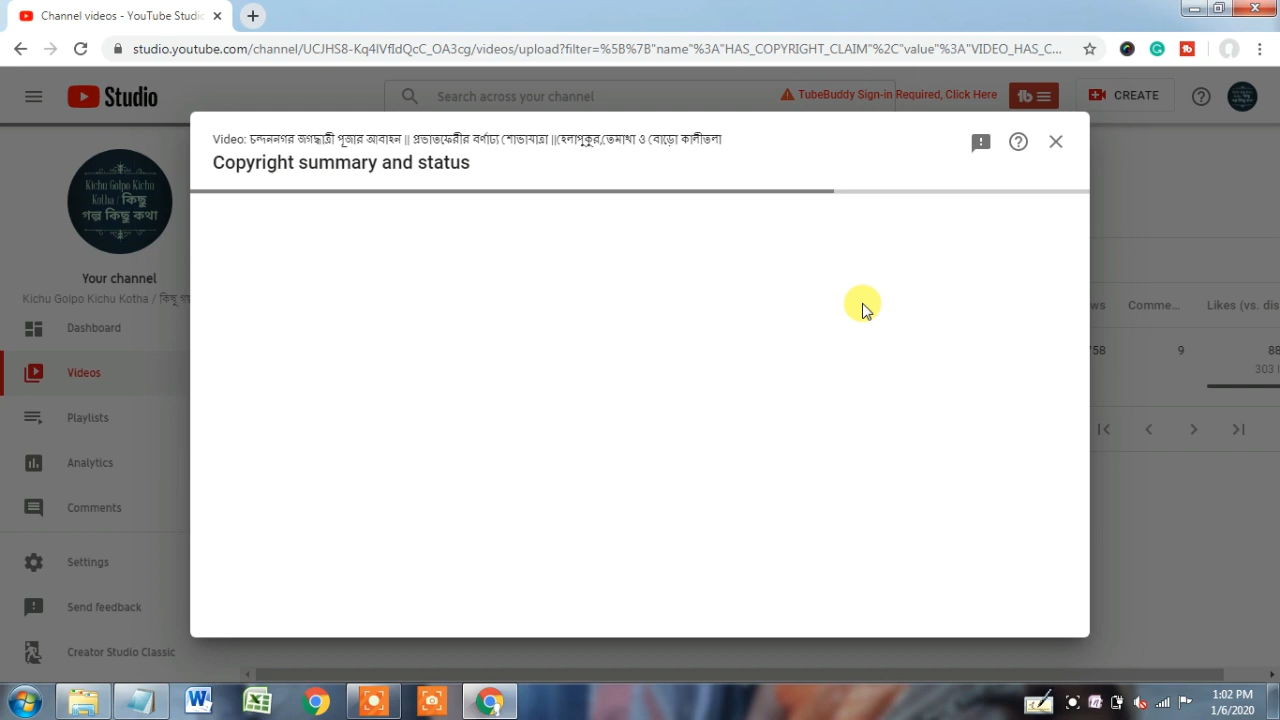 Channel videos - YouTube Studio
studio.youtube.com/channel/UCJHS8-Kq4lVfldQcC_OA3cg/videos/upload?filter=%5B%7B"name"%3A"HAS_COPYRIGHT_CLAIM"%2C"value"%3A"VIDEO_HAS_C...
Studio
Search across your channel
TubeBuddy Sign-in Required, Click Here
CREATE
Video: চন্দননগর জগদ্ধাত্রী পূজার আবাহন || প্রভাতফেরীর বর্ণাঢ্য শোভাযাত্রা ||হেলাপুকুর,তেমাথা ও বোড়ো কালীতলা
Copyright summary and status
Kichu Golpo Kichu
Kotha / কিছু
গল্প কিছু কথা
Your channel
Kichu Golpo Kichu Kotha / কিছু
Dashboard
Videos
Playlists
Analytics
Comments
Settings
Send feedback
Creator Studio Classic
Comme...
Likes (vs. dis
58
9
88
303
1:02 PM
1/6/2020